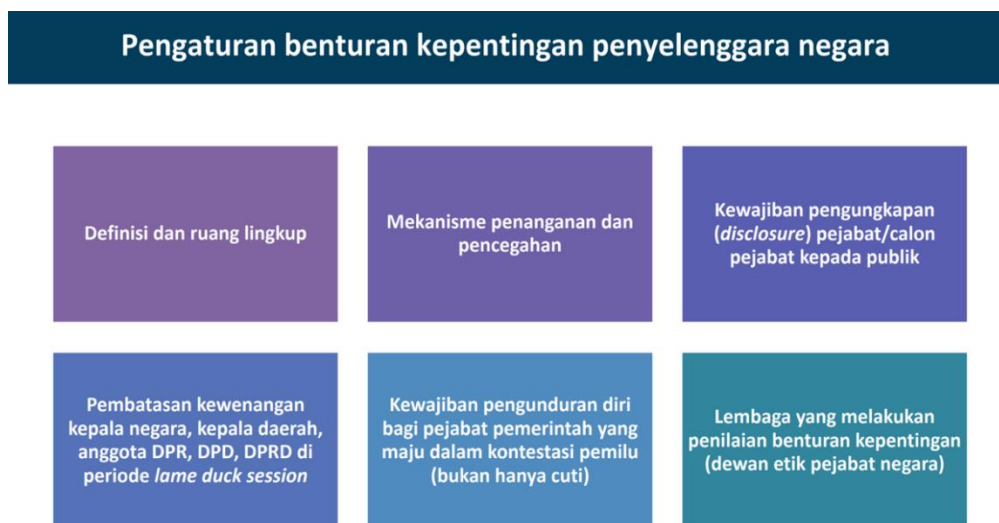 Pengaturan benturan kepentingan penyelenggara negara
Definisi dan ruang lingkup
Mekanisme penanganan dan
pencegahan
Kewajiban pengungkapan
(disclosure) pejabat/calon
pejabat kepada publik
Pembatasan kewenangan
kepala negara, kepala daerah,
anggota DPR, DPD, DPRD di
periode lame duck session
Kewajiban pengunduran diri
bagi pejabat pemerintah yang
maju dalam kontestasi pemilu
(bukan hanya cuti)
Lembaga yang melakukan
penilaian benturan kepentingan
(dewan etik pejabat negara)